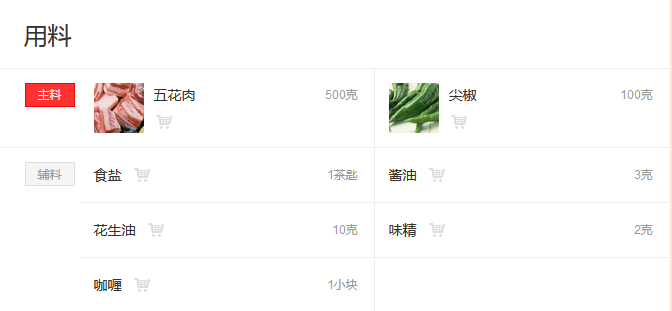 用料
主料 五花肉 500克 尖椒 100克
辅料 食盐 1茶匙 酱油 3克
花生油 10克 味精 2克
咖喱 1小块